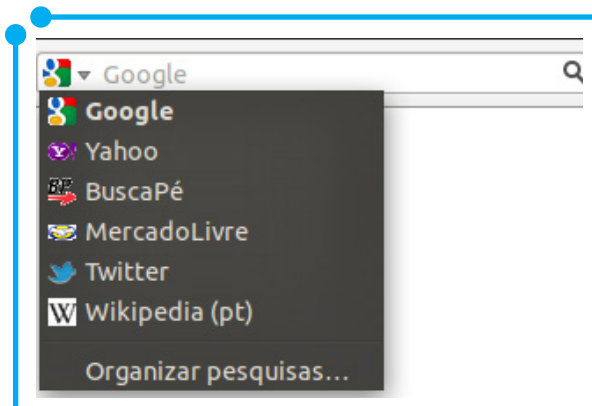 Google
Google
Yahoo
BuscaPé
MercadoLivre
Twitter
Wikipedia (pt)
Organizar pesquisas...